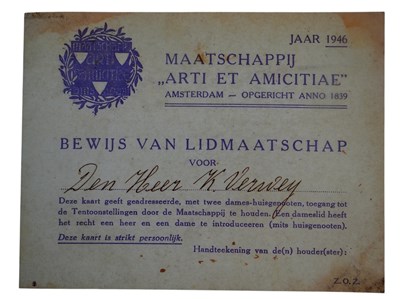 JAAR 1946
MAATSCHAPPIJ
„ARTI ET AMICITIAE"
AMSTERDAM — OPGERICHT ANNO 1839
BEWIJS VAN LIDMAATSCHAP
VOOR
Den Heer K. Verwey
Deze kaart geeft geadresseerde, met twee dames-huisgenooten, toegang tot
de Tentoonstellingen door de Maatschappij te houden. Een dameslid heeft
het recht een heer en een dame te introduceeren (mits huisgenooten).
Deze kaart is strikt persoonlijk.
Handteekening van de(n) houder(ster):
Z.O.Z.